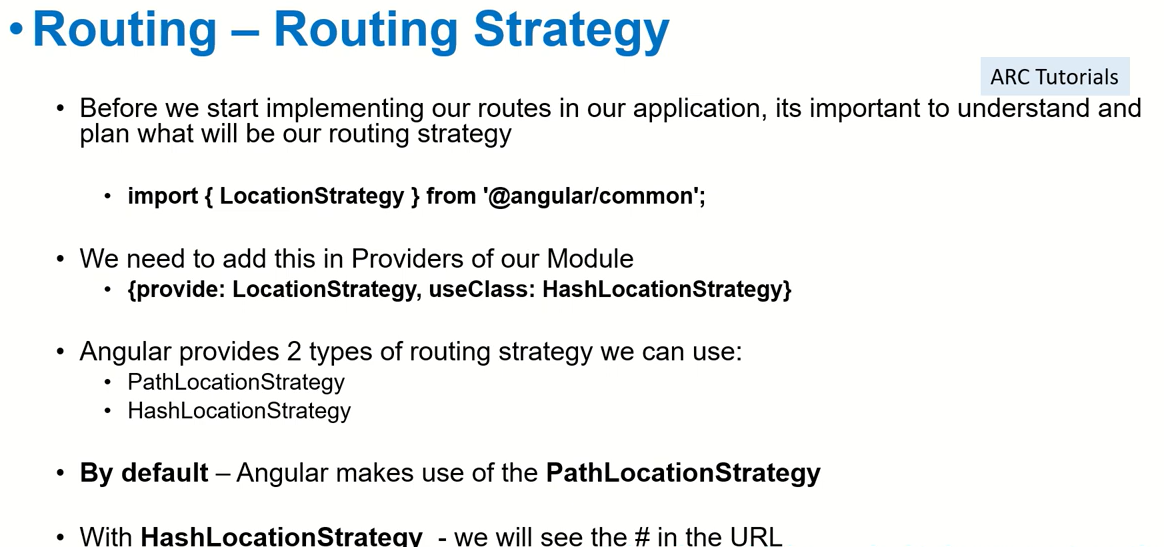 • Routing – Routing Strategy
ARC Tutorials
• Before we start implementing our routes in our application, its important to understand and
plan what will be our routing strategy
• import { LocationStrategy } from '@angular/common';
• We need to add this in Providers of our Module
• {provide: LocationStrategy, useClass: HashLocationStrategy}
• Angular provides 2 types of routing strategy we can use:
• PathLocationStrategy
• HashLocationStrategy
• By default – Angular makes use of the PathLocationStrategy
• With HashLocationStrategy - we will see the # in the URL